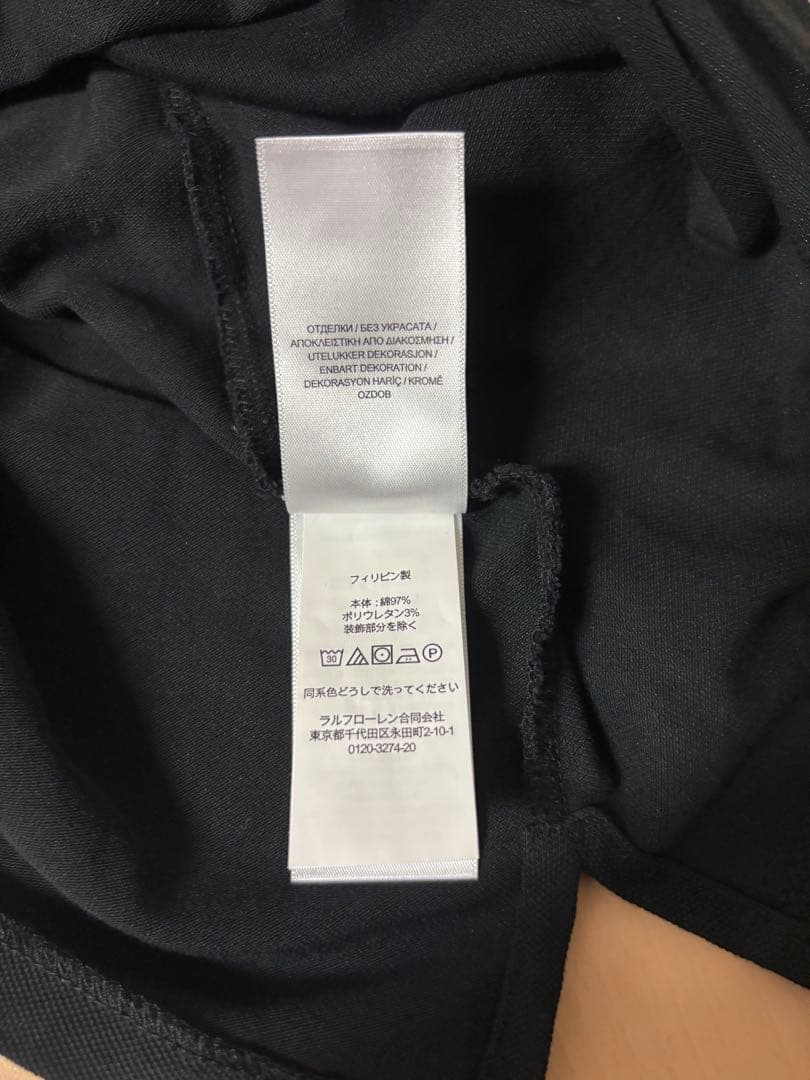 ОТДЕЛКИ / БЕЗ УКРАСАТА /
ΑΠΟΚΛΕΙΣΤΙΚΗ ΑΠΟ ΔΙΑΚΟΣΜΗΣΗ /
UTELUKKER DEKORASJON /
ENBART DEKORATION /
DEKORASYON HARİÇ / KROMĚ
OZDOB
フィリピン製
本体:綿97%
ポリウレタン3%
装飾部分を除く
30 P
同系色どうしで洗ってください
ラルフローレン合同会社
東京都千代田区永田町2-10-1
0120-3274-20